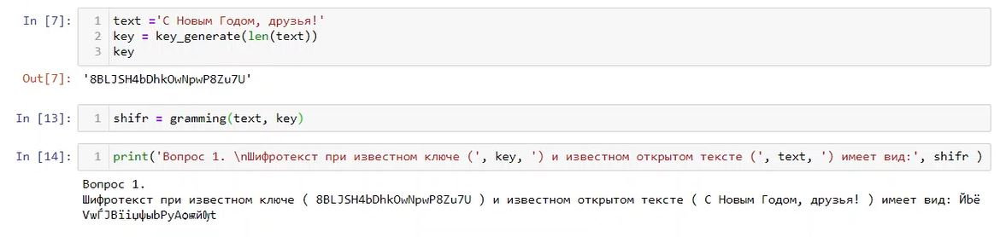 In [7]: 1 text ='С Новым Годом, друзья!'
2 key = key_generate(len(text))
3 key
Out[7]: '8BLJSH4bDhkOwNpwP8Zu7U'
In [13]: 1 shifr = gramming(text, key)
In [14]: 1 print('Вопрос 1. \nШифротекст при известном ключе (', key, ') и известном открытом тексте (', text, ') имеет вид:', shifr )
Вопрос 1.
Шифротекст при известном ключе ( 8BLJSH4bDhkOwNpwP8Zu7U ) и известном открытом тексте ( С Новым Годом, друзья! ) имеет вид: Йbё
ѴѡЃЈBїіџѱыbPуАѻѭйѸt